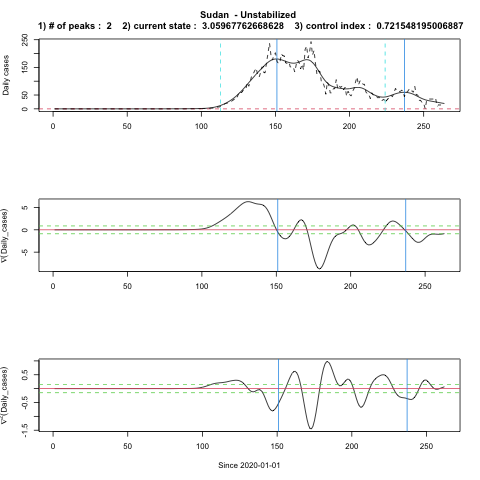 Sudan - Unstabilized
1) # of peaks : 2 2) current state : 3.05967762668628 3) control index : 0.721548195006887
Daily cases
250
150
50
0
0 50 100 150 200 250
∇(Daily_cases)
5
0
-5
0 50 100 150 200 250
∇²(Daily_cases)
0.5
-0.5
-1.5
0 50 100 150 200 250
Since 2020-01-01